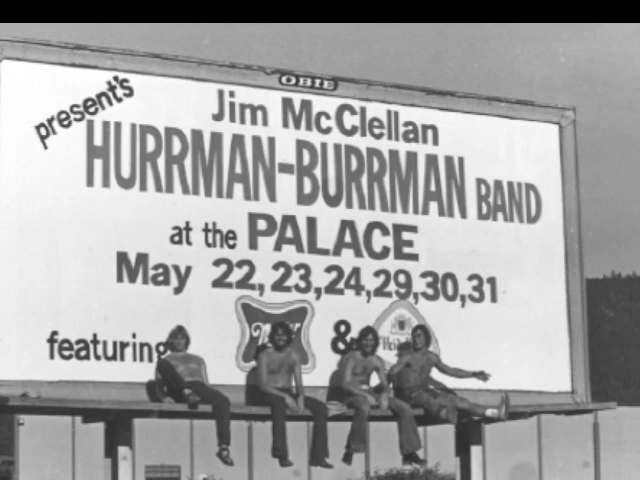 OBIE
Jim McClellan
present's
HURRMAN-BURRMAN BAND
at the PALACE
May 22,23,24,29,30,31
featuring
&